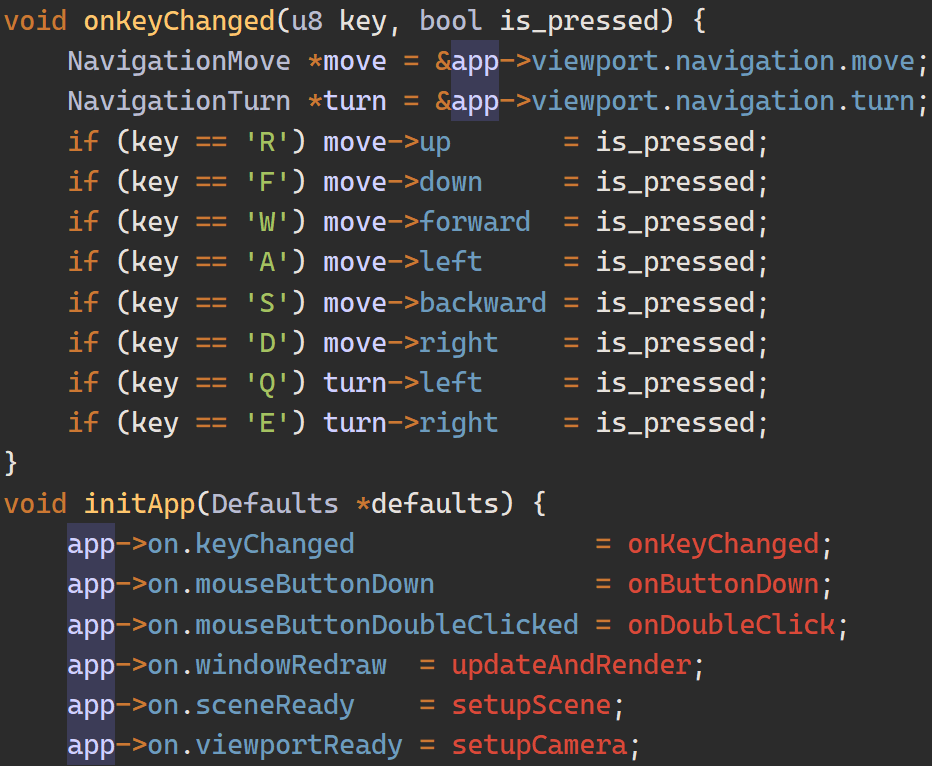 void onKeyChanged(u8 key, bool is_pressed) {
    NavigationMove *move = &app->viewport.navigation.move;
    NavigationTurn *turn = &app->viewport.navigation.turn;
    if (key == 'R') move->up       = is_pressed;
    if (key == 'F') move->down     = is_pressed;
    if (key == 'W') move->forward  = is_pressed;
    if (key == 'A') move->left     = is_pressed;
    if (key == 'S') move->backward = is_pressed;
    if (key == 'D') move->right    = is_pressed;
    if (key == 'Q') turn->left     = is_pressed;
    if (key == 'E') turn->right    = is_pressed;
}
void initApp(Defaults *defaults) {
    app->on.keyChanged               = onKeyChanged;
    app->on.mouseButtonDown          = onButtonDown;
    app->on.mouseButtonDoubleClicked = onDoubleClick;
    app->on.windowRedraw  = updateAndRender;
    app->on.sceneReady    = setupScene;
    app->on.viewportReady = setupCamera;